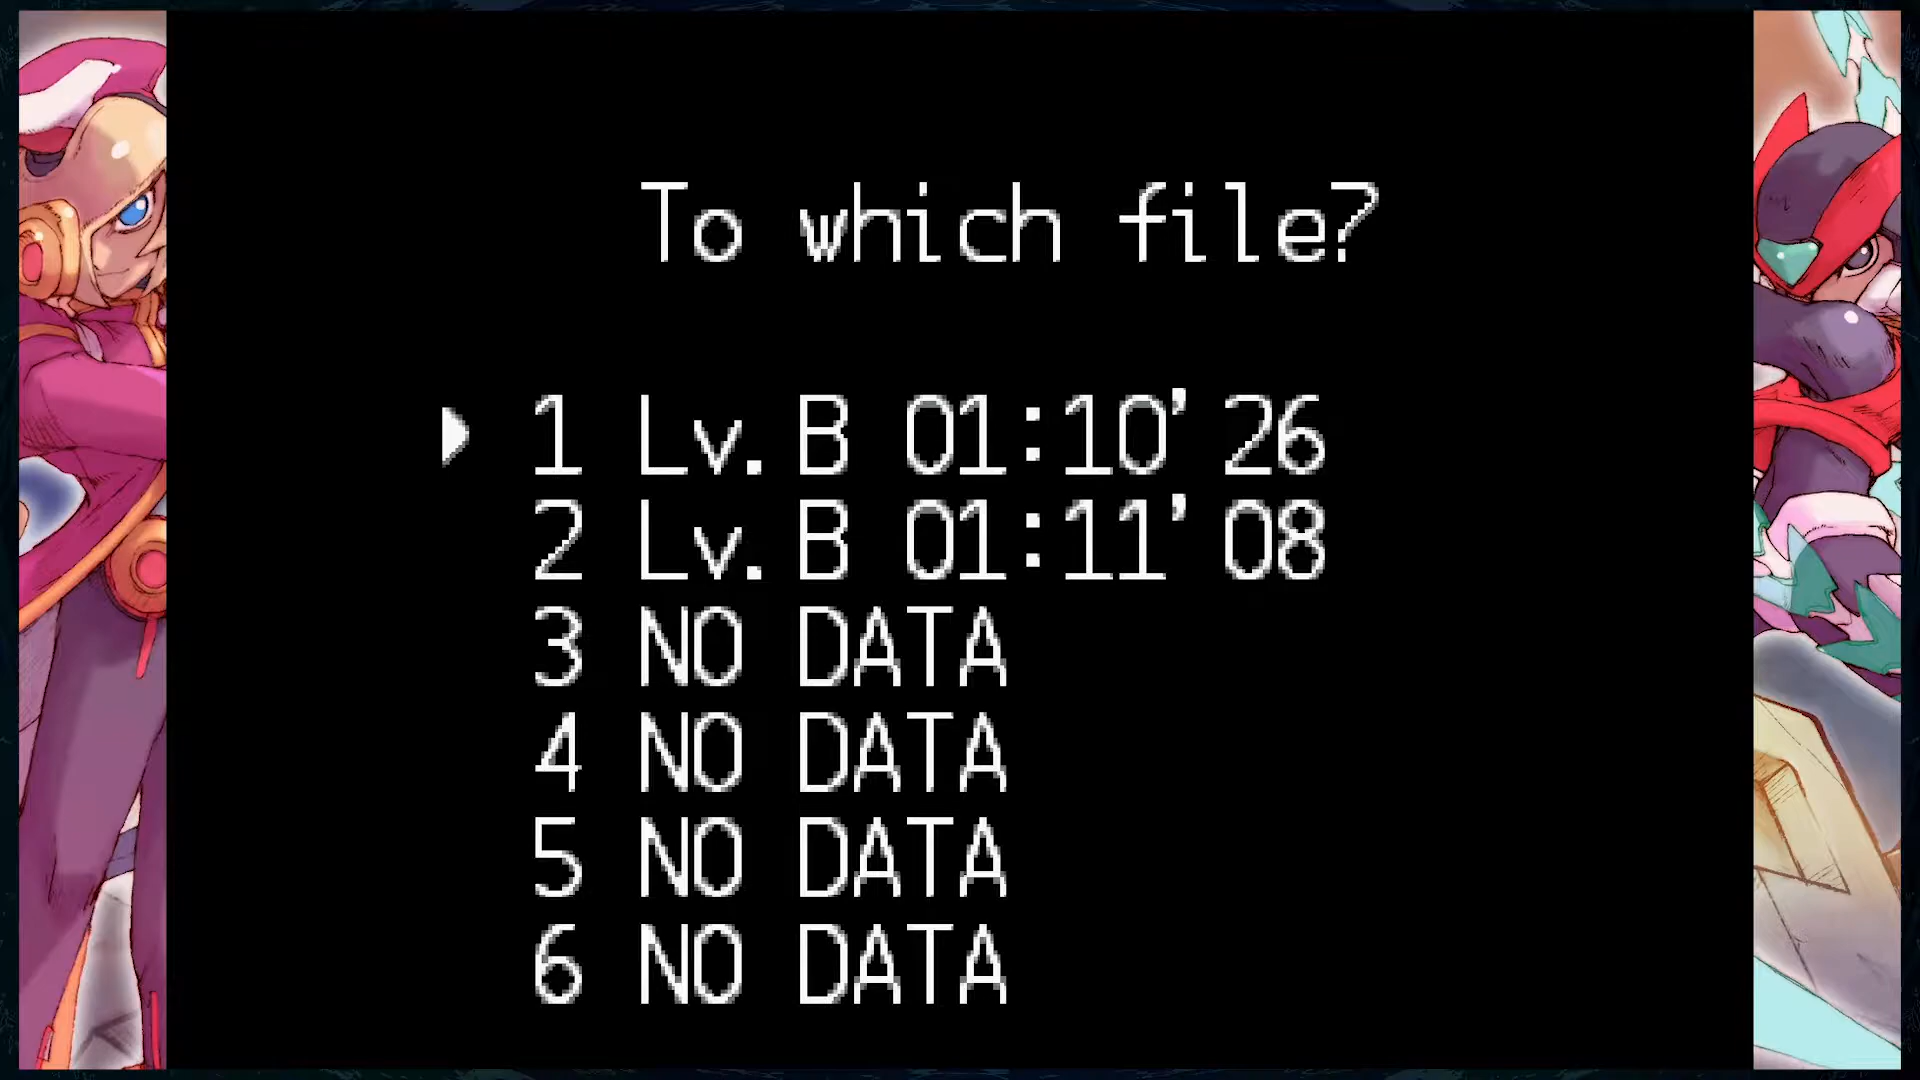 To which file?
1 Lv. B 01:10' 26
2 Lv. B 01:11' 08
3 NO DATA
4 NO DATA
5 NO DATA
6 NO DATA